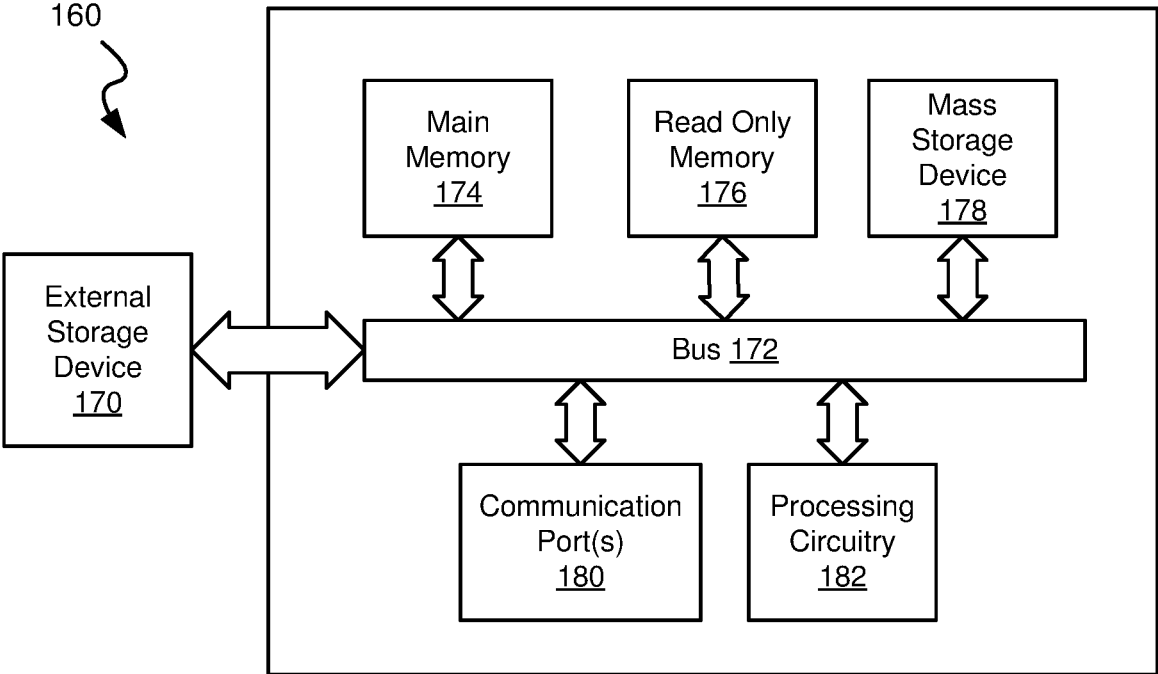 160
Main
Memory
174
Read Only
Memory
176
Mass
Storage
Device
178
External
Storage
Device
170
Bus 172
Communication
Port(s)
180
Processing
Circuitry
182